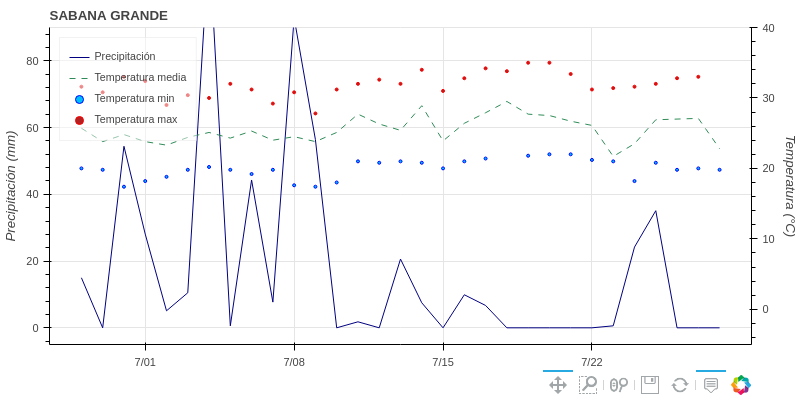 SABANA GRANDE
Precipitación
Temperatura media
Temperatura min
Temperatura max
80
60
40
20
0
Precipitación (mm)
40
30
20
10
0
Temperatura (°C)
7/01
7/08
7/15
7/22